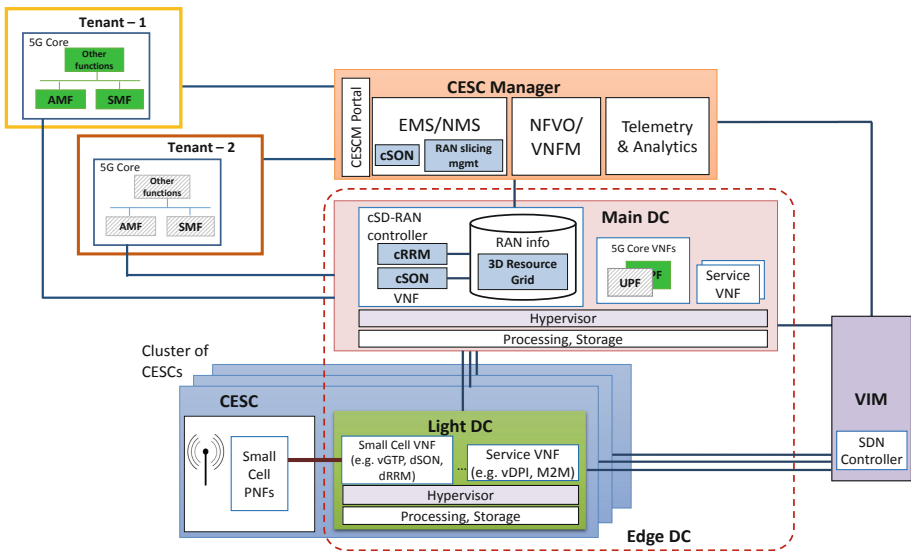 Tenant – 1
5G Core
Other
functions
AMF
SMF
Tenant – 2
5G Core
Other
functions
AMF
SMF
CESC Manager
CESCM Portal
EMS/NMS
cSON
RAN slicing
mgmt
NFVO/
VNFM
Telemetry
& Analytics
Main DC
cSD-RAN
controller
cRRM
cSON
VNF
RAN info
3D Resource
Grid
5G Core VNFs
UPF
PF
Service
VNF
Hypervisor
Processing, Storage
Cluster of
CESCs
CESC
Small
Cell
PNFs
Light DC
Small Cell VNF
(e.g. vGTP, dSON,
dRRM)
...
Service VNF
(e.g. vDPI, M2M)
Hypervisor
Processing, Storage
Edge DC
VIM
SDN
Controller